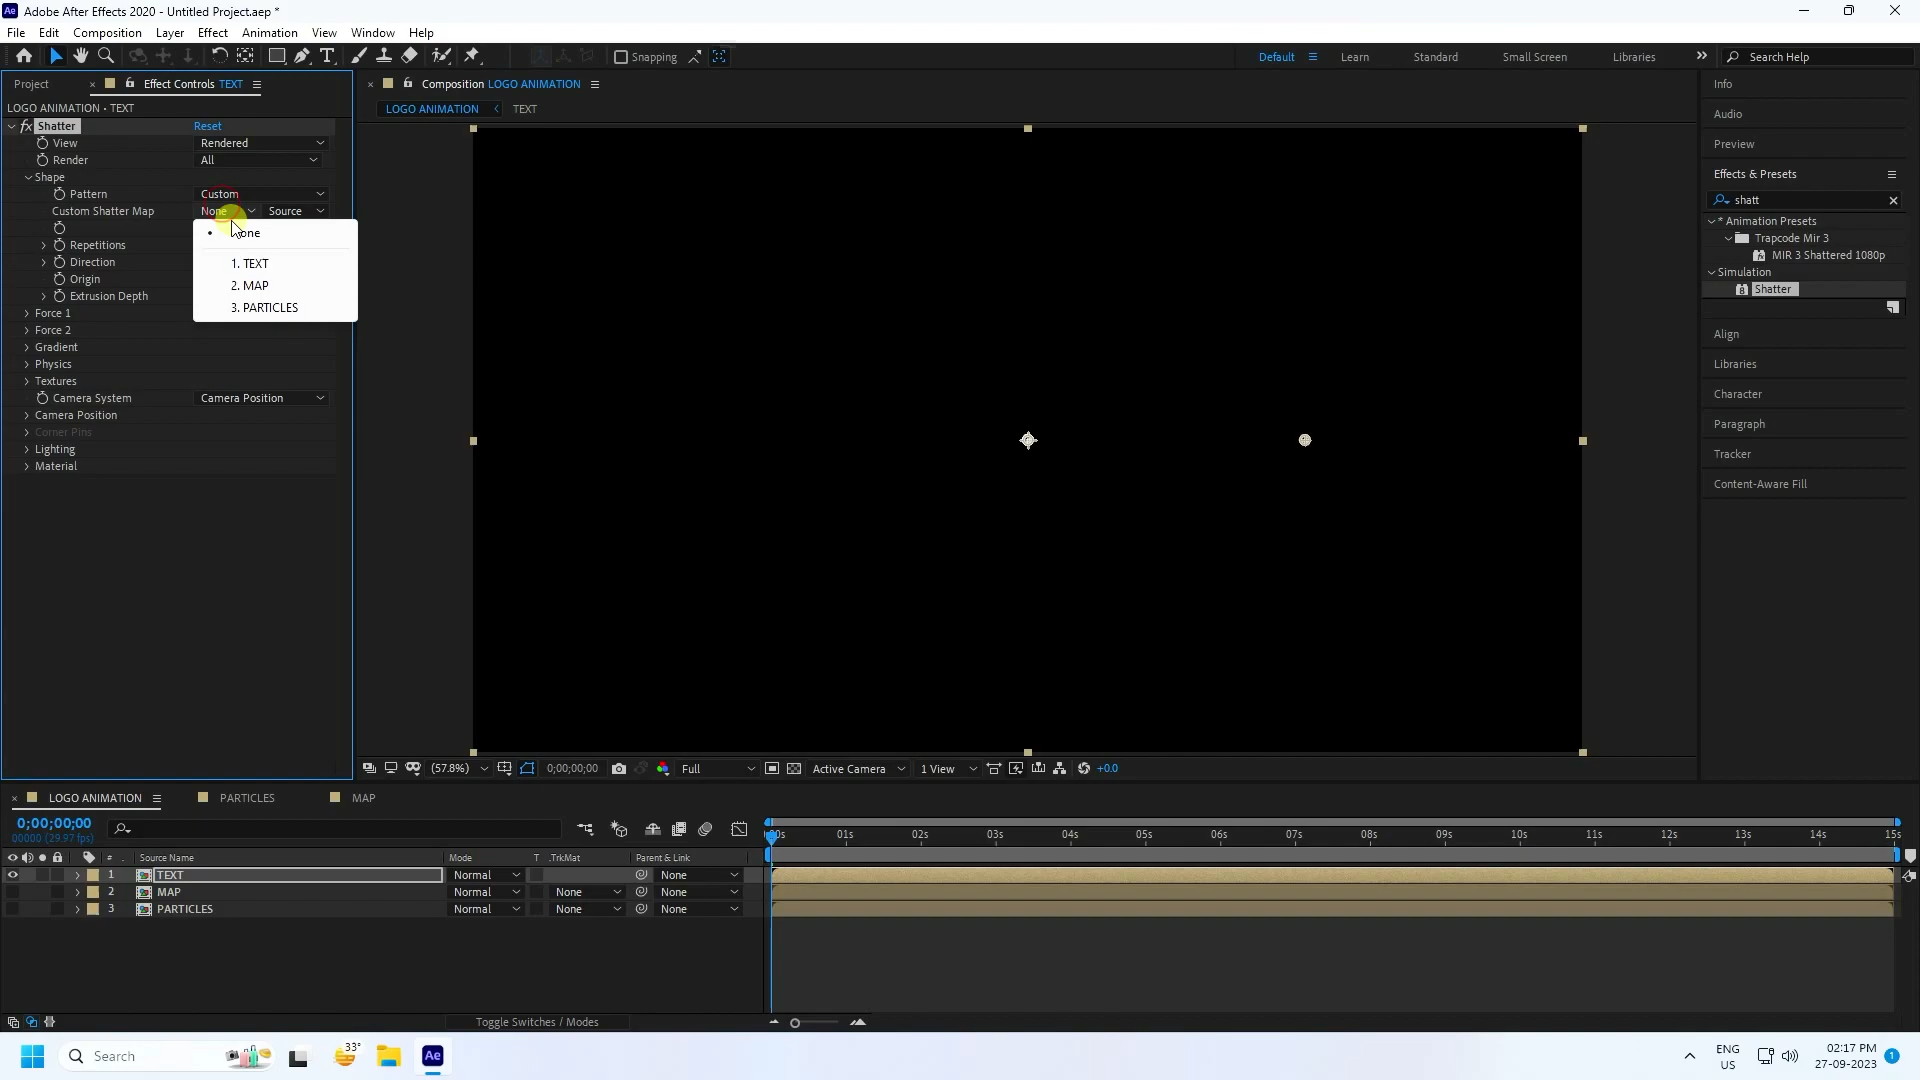 Adobe After Effects 2020 - Untitled Project.aep *
File Edit Composition Layer Effect Animation View Window Help
Snapping
Default Learn Standard Small Screen Libraries Search Help
Project Effect Controls TEXT
LOGO ANIMATION • TEXT
fx Shatter Reset
View Rendered
Render All
Shape
Pattern Custom
Custom Shatter Map None Source
Repetitions
Direction
Origin
Extrusion Depth
Force 1
Force 2
Gradient
Physics
Textures
Camera System Camera Position
Camera Position
Corner Pins
Lighting
Material
1. TEXT
2. MAP
3. PARTICLES
Composition LOGO ANIMATION
LOGO ANIMATION TEXT
(57.8%) 0;00;00;00 Full Active Camera 1 View +0.0
Info
Audio
Preview
Effects & Presets
shatt
* Animation Presets
Trapcode Mir 3
MIR 3 Shattered 1080p
Simulation
8 Shatter
Align
Libraries
Character
Paragraph
Tracker
Content-Aware Fill
LOGO ANIMATION PARTICLES MAP
0;00;00;00
00000 (29.97 fps)
01s 02s 03s 04s 05s 06s 07s 08s 09s 10s 11s 12s 13s 14s 15s
# Source Name Mode T .TrkMat Parent & Link
1 TEXT Normal None
2 MAP Normal None None
3 PARTICLES Normal None None
Toggle Switches / Modes
Search 33° Ae
ENG
US
02:17 PM
27-09-2023
1